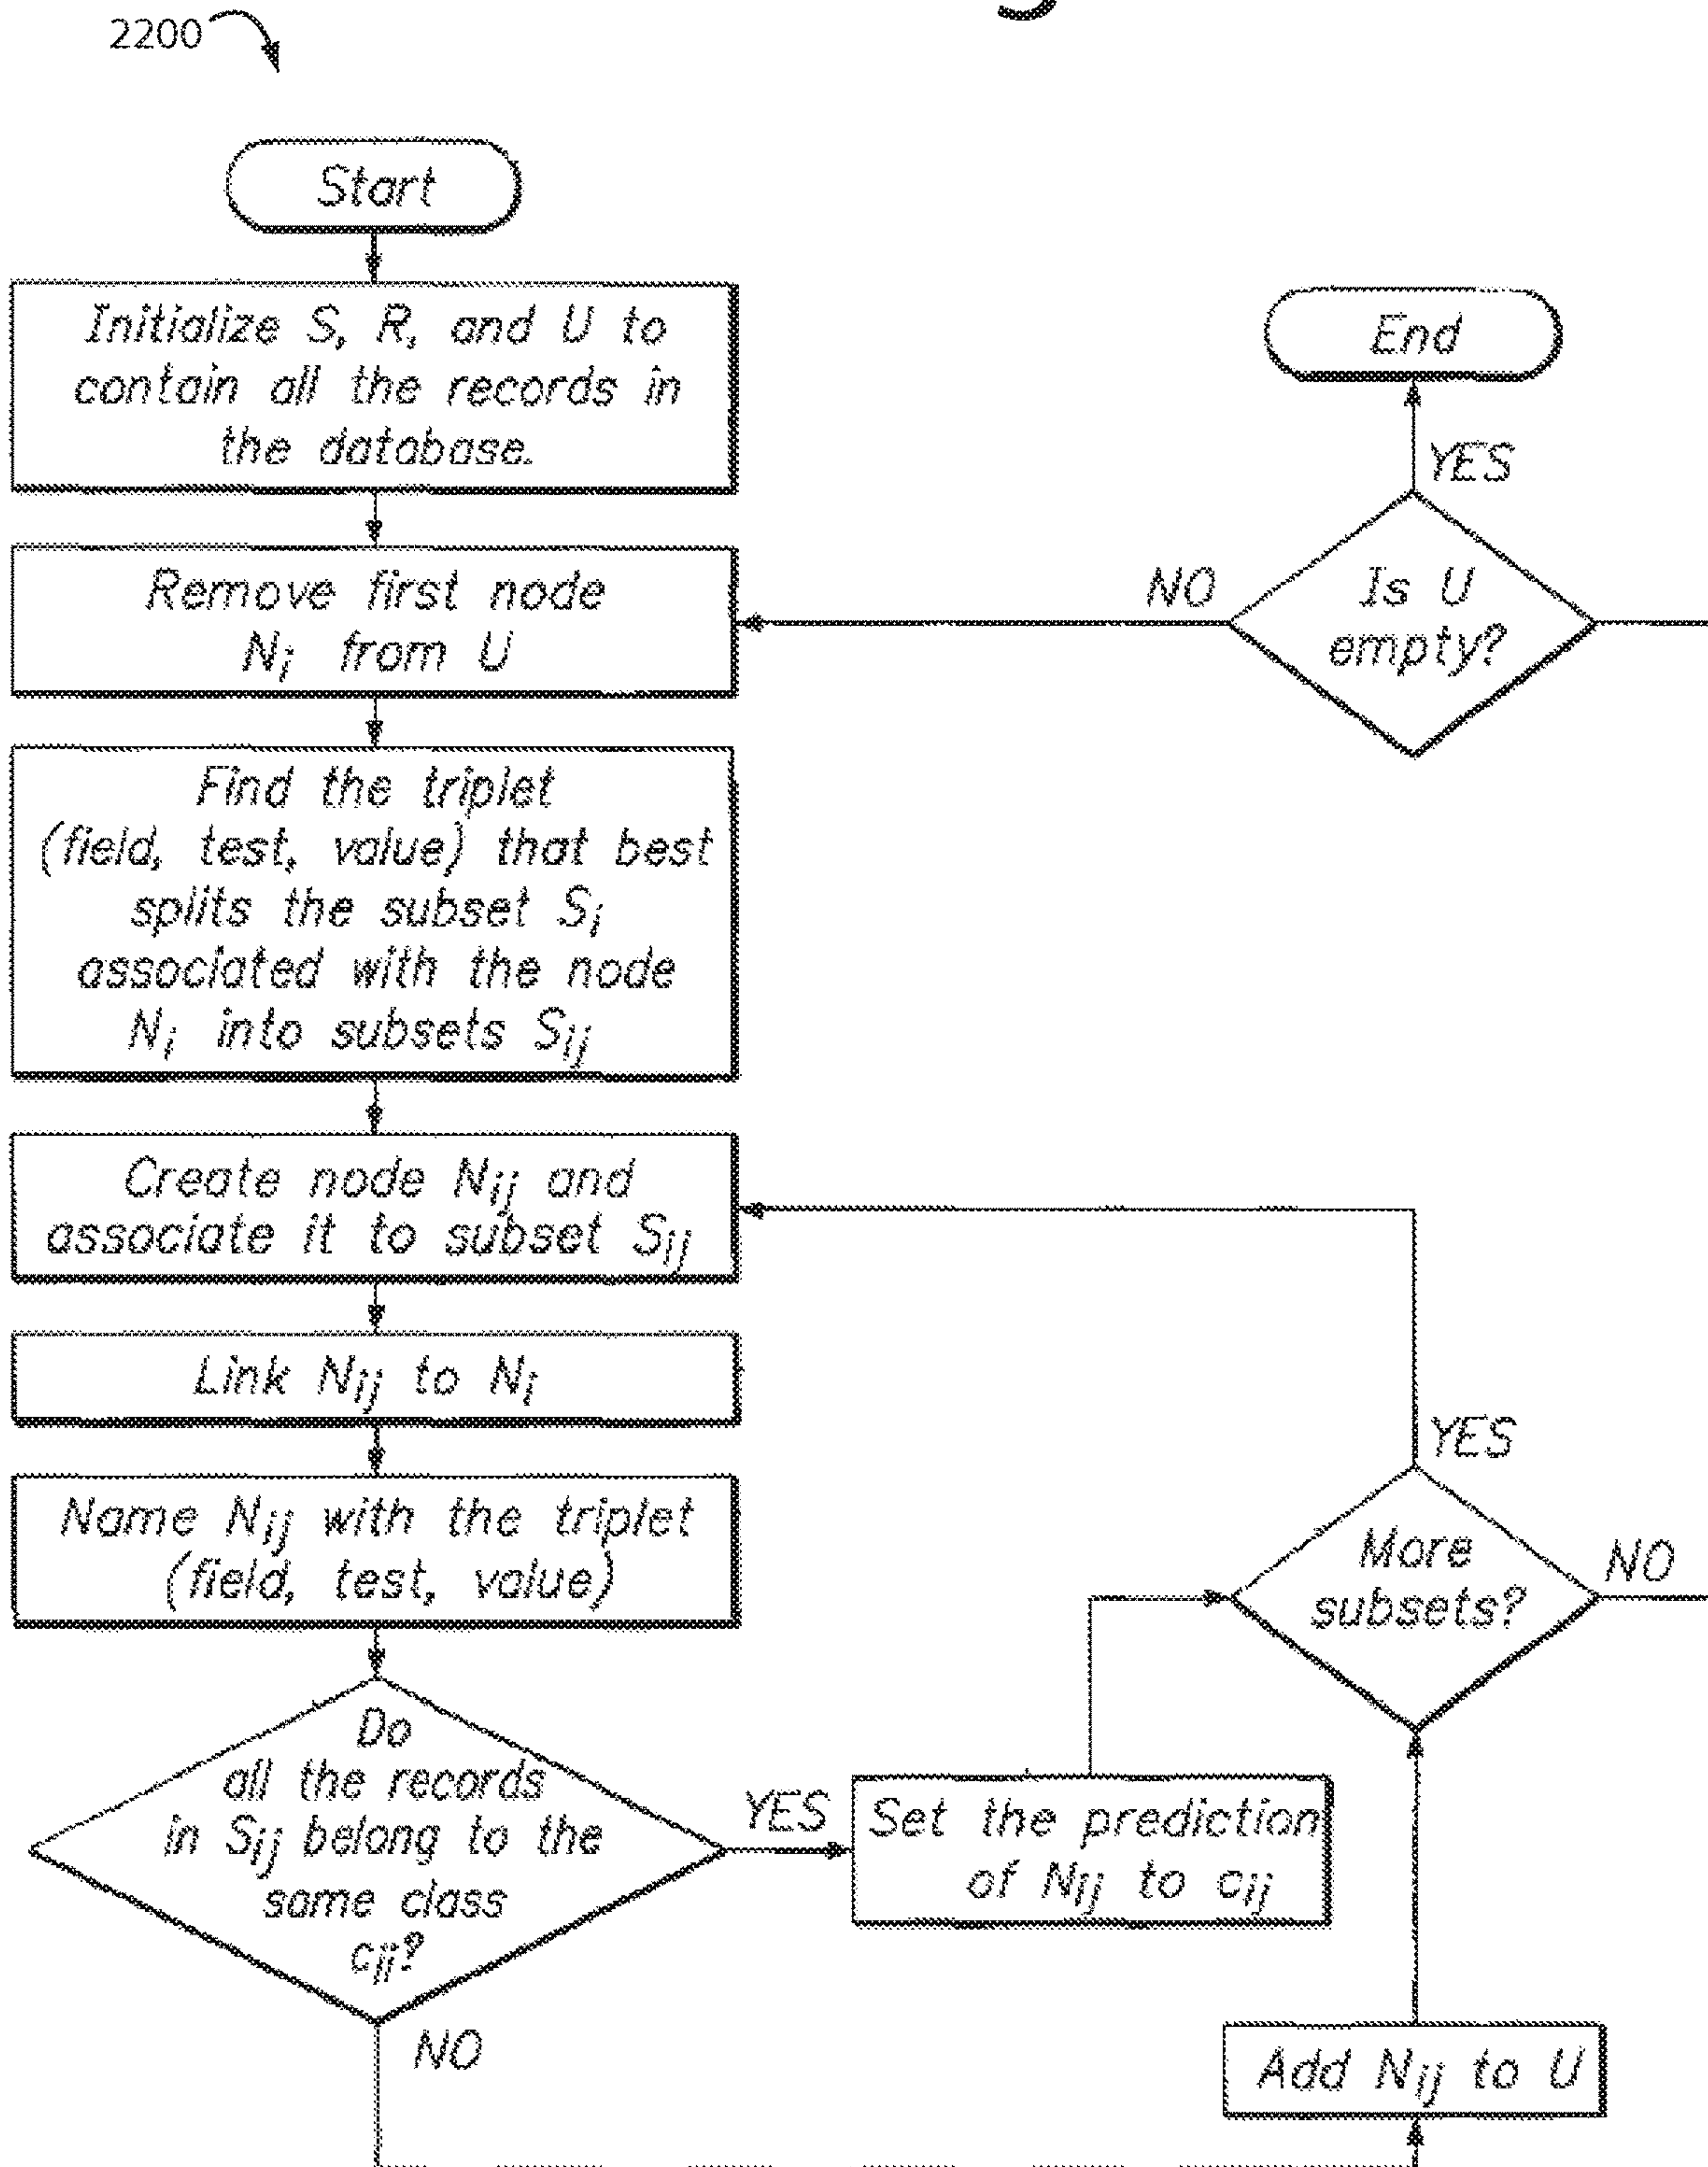 2200
Start
Initialize S, R, and U to
contain all the records in
the database.
Remove first node
Ni from U
Find the triplet
(field, test, value) that best
splits the subset Si
associated with the node
Ni into subsets Sij
Create node Nij and
associate it to subset Sij
Link Nij to Ni
Name Nij with the triplet
(field, test, value)
Do
all the records
in Sij belong to the
same class
cij?
YES
NO
Set the prediction
of Nij to cij
Add Nij to U
More
subsets?
YES
NO
Is U
empty?
NO
YES
End